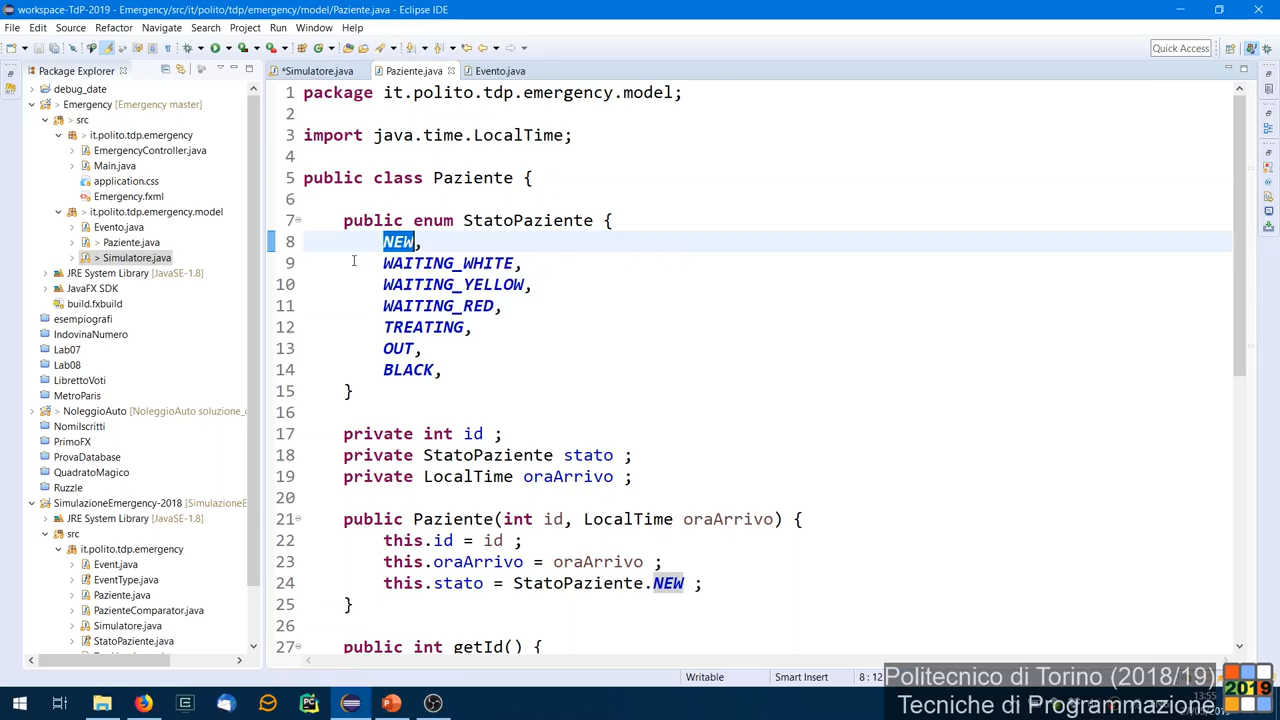 workspace-TdP-2019 - Emergency/src/it/polito/tdp/emergency/model/Paziente.java - Eclipse IDE
File Edit Source Refactor Navigate Search Project Run Window Help
Quick Access
Package Explorer
*Simulatore.java Paziente.java Evento.java
debug_date
> Emergency [Emergency master]
src
> it.polito.tdp.emergency
EmergencyController.java
Main.java
application.css
Emergency.fxml
> it.polito.tdp.emergency.model
Evento.java
> Paziente.java
> Simulatore.java
JRE System Library [JavaSE-1.8]
JavaFX SDK
build.fxbuild
esempiografi
IndovinaNumero
Lab07
Lab08
LibrettoVoti
MetroParis
> NoleggioAuto [NoleggioAuto soluzione_
NomiIscritti
PrimoFX
ProvaDatabase
QuadratoMagico
Ruzzle
SimulazioneEmergency-2018 [SimulazioneE
JRE System Library [JavaSE-1.8]
src
it.polito.tdp.emergency
Event.java
EventType.java
Paziente.java
PazienteComparator.java
Simulatore.java
StatoPaziente.java
1 package it.polito.tdp.emergency.model;
2
3 import java.time.LocalTime;
4
5 public class Paziente {
6
7 public enum StatoPaziente {
8 NEW,
9 WAITING_WHITE,
10 WAITING_YELLOW,
11 WAITING_RED,
12 TREATING,
13 OUT,
14 BLACK,
15 }
16
17 private int id ;
18 private StatoPaziente stato ;
19 private LocalTime oraArrivo ;
20
21 public Paziente(int id, LocalTime oraArrivo) {
22 this.id = id ;
23 this.oraArrivo = oraArrivo ;
24 this.stato = StatoPaziente.NEW ;
25 }
26
27 public int getId() {
Writable Smart Insert 8 : 12
Politecnico di Torino (2018/19)
Tecniche di Programmazione
2019
13:55